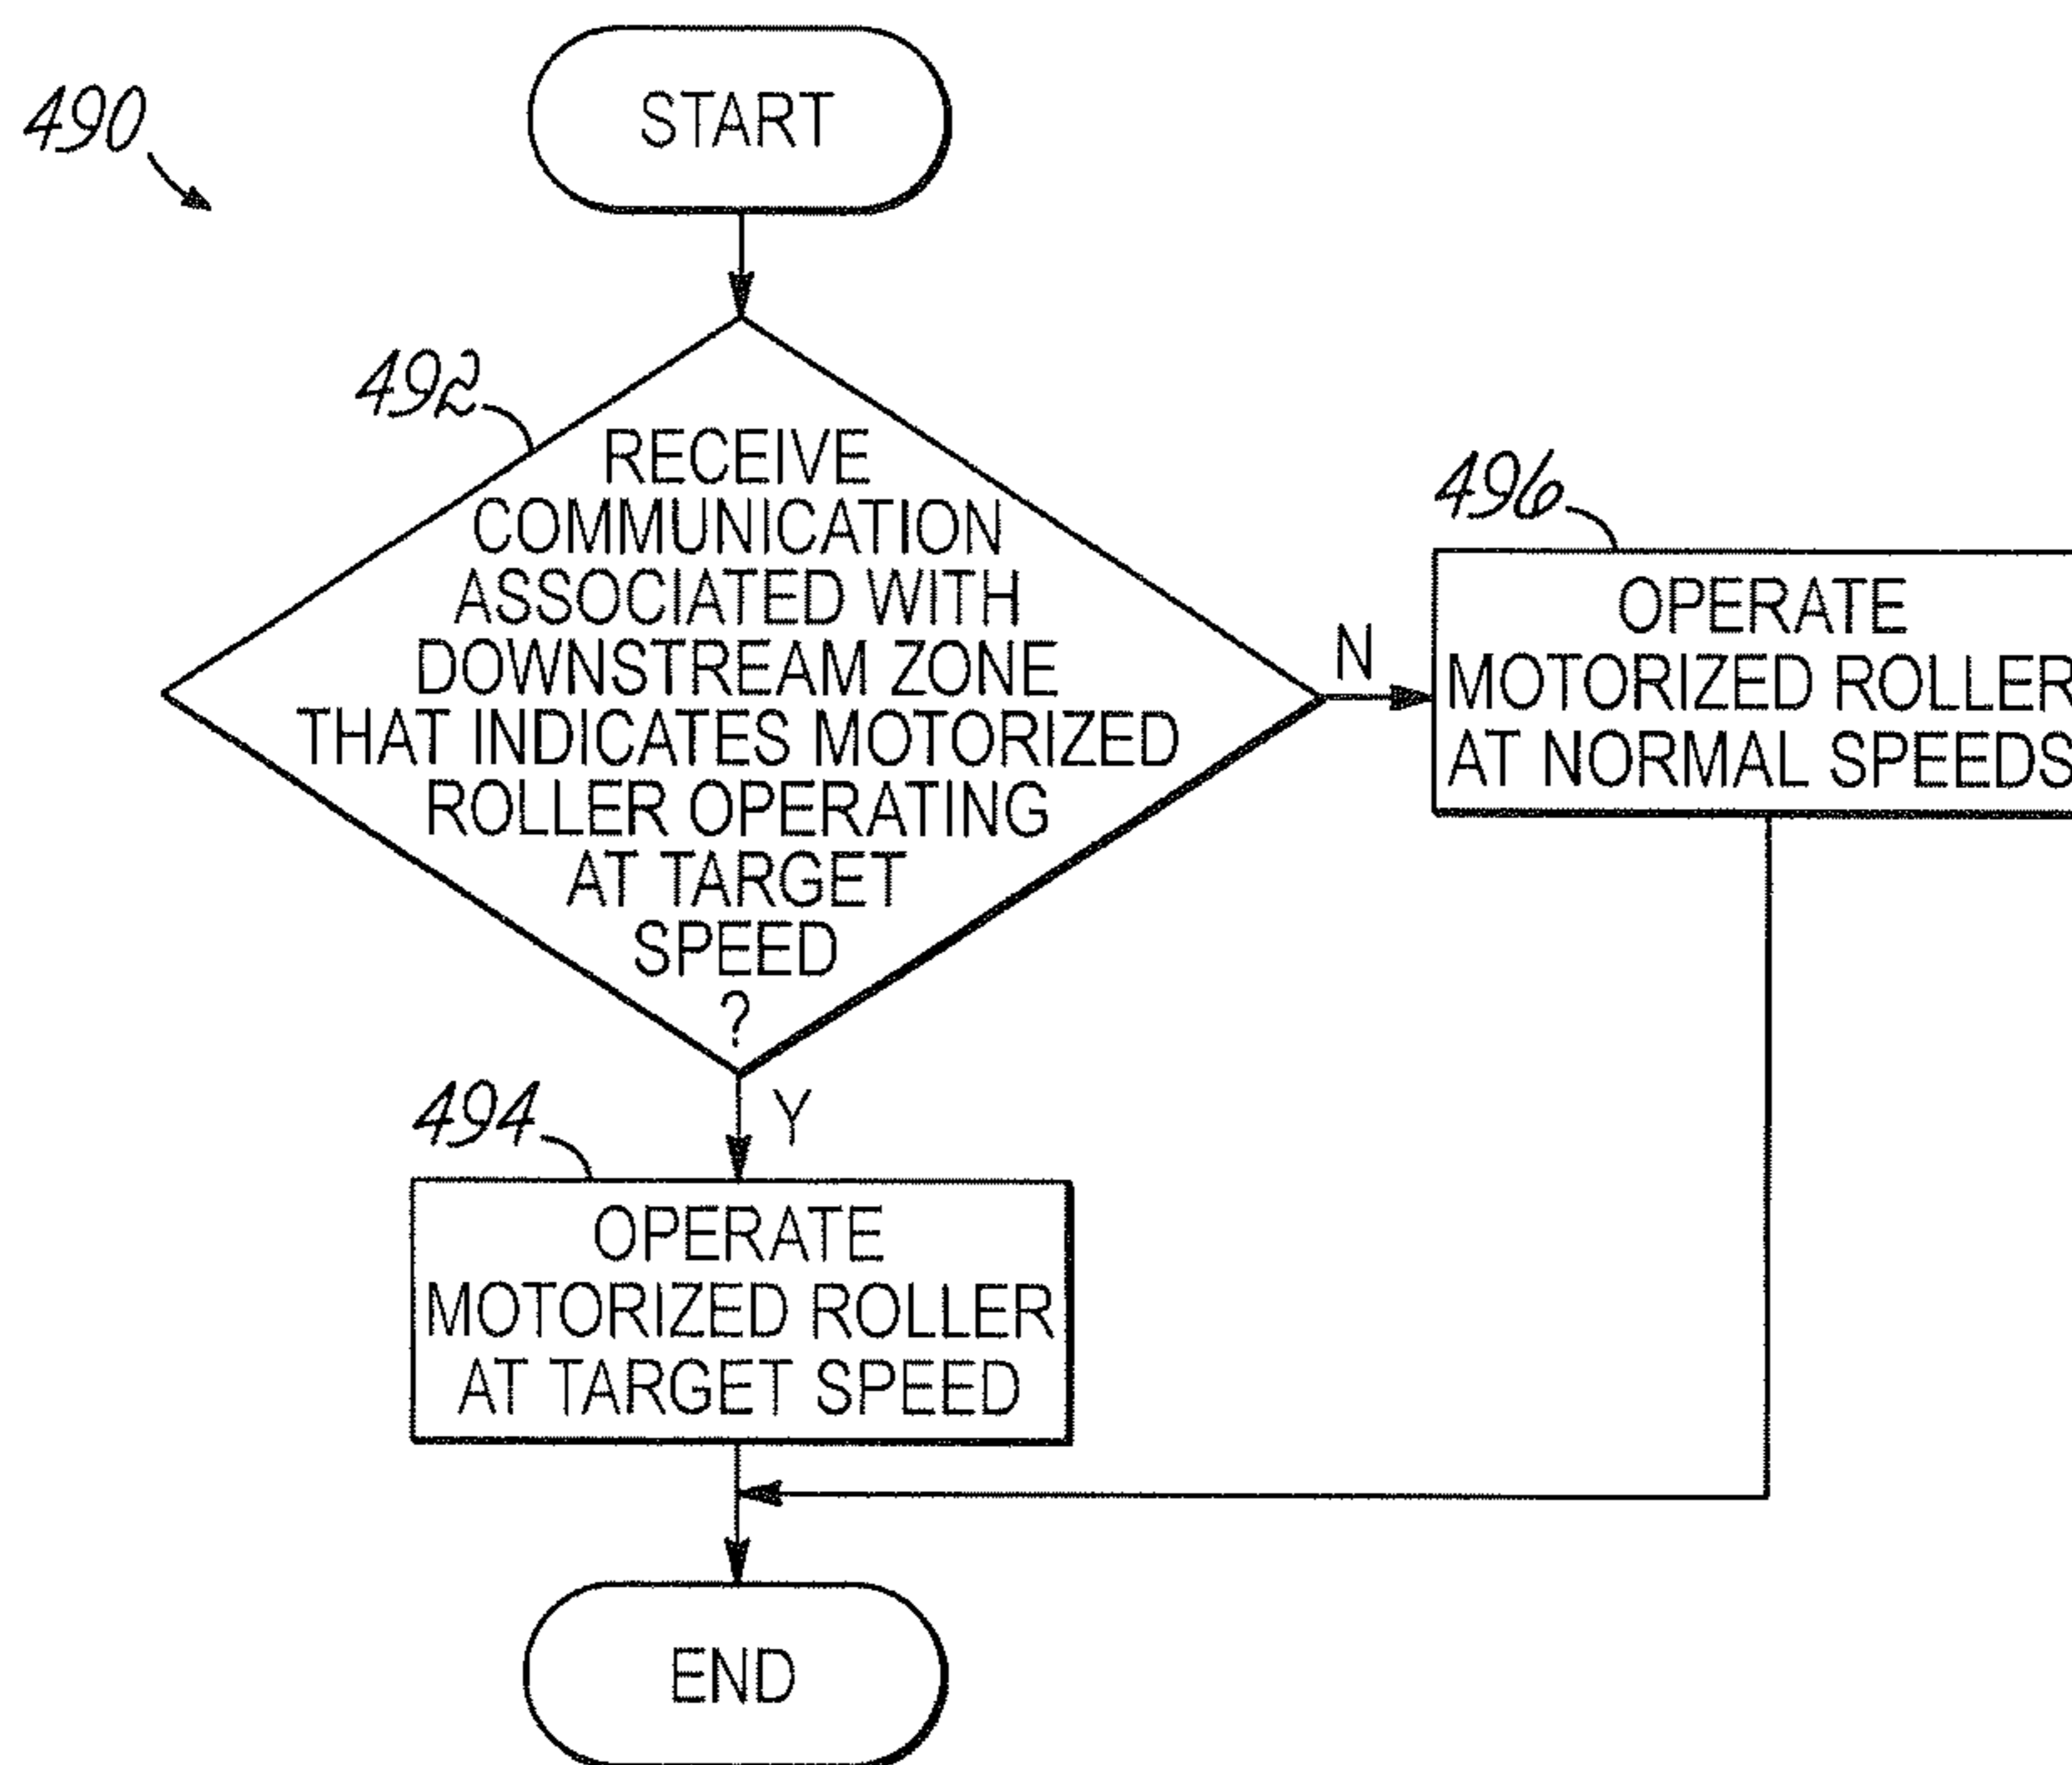 490
START
492
RECEIVE
COMMUNICATION
ASSOCIATED WITH
DOWNSTREAM ZONE
THAT INDICATES MOTORIZED
ROLLER OPERATING
AT TARGET
SPEED
?
N
496
OPERATE
MOTORIZED ROLLER
AT NORMAL SPEEDS
Y
494
OPERATE
MOTORIZED ROLLER
AT TARGET SPEED
END